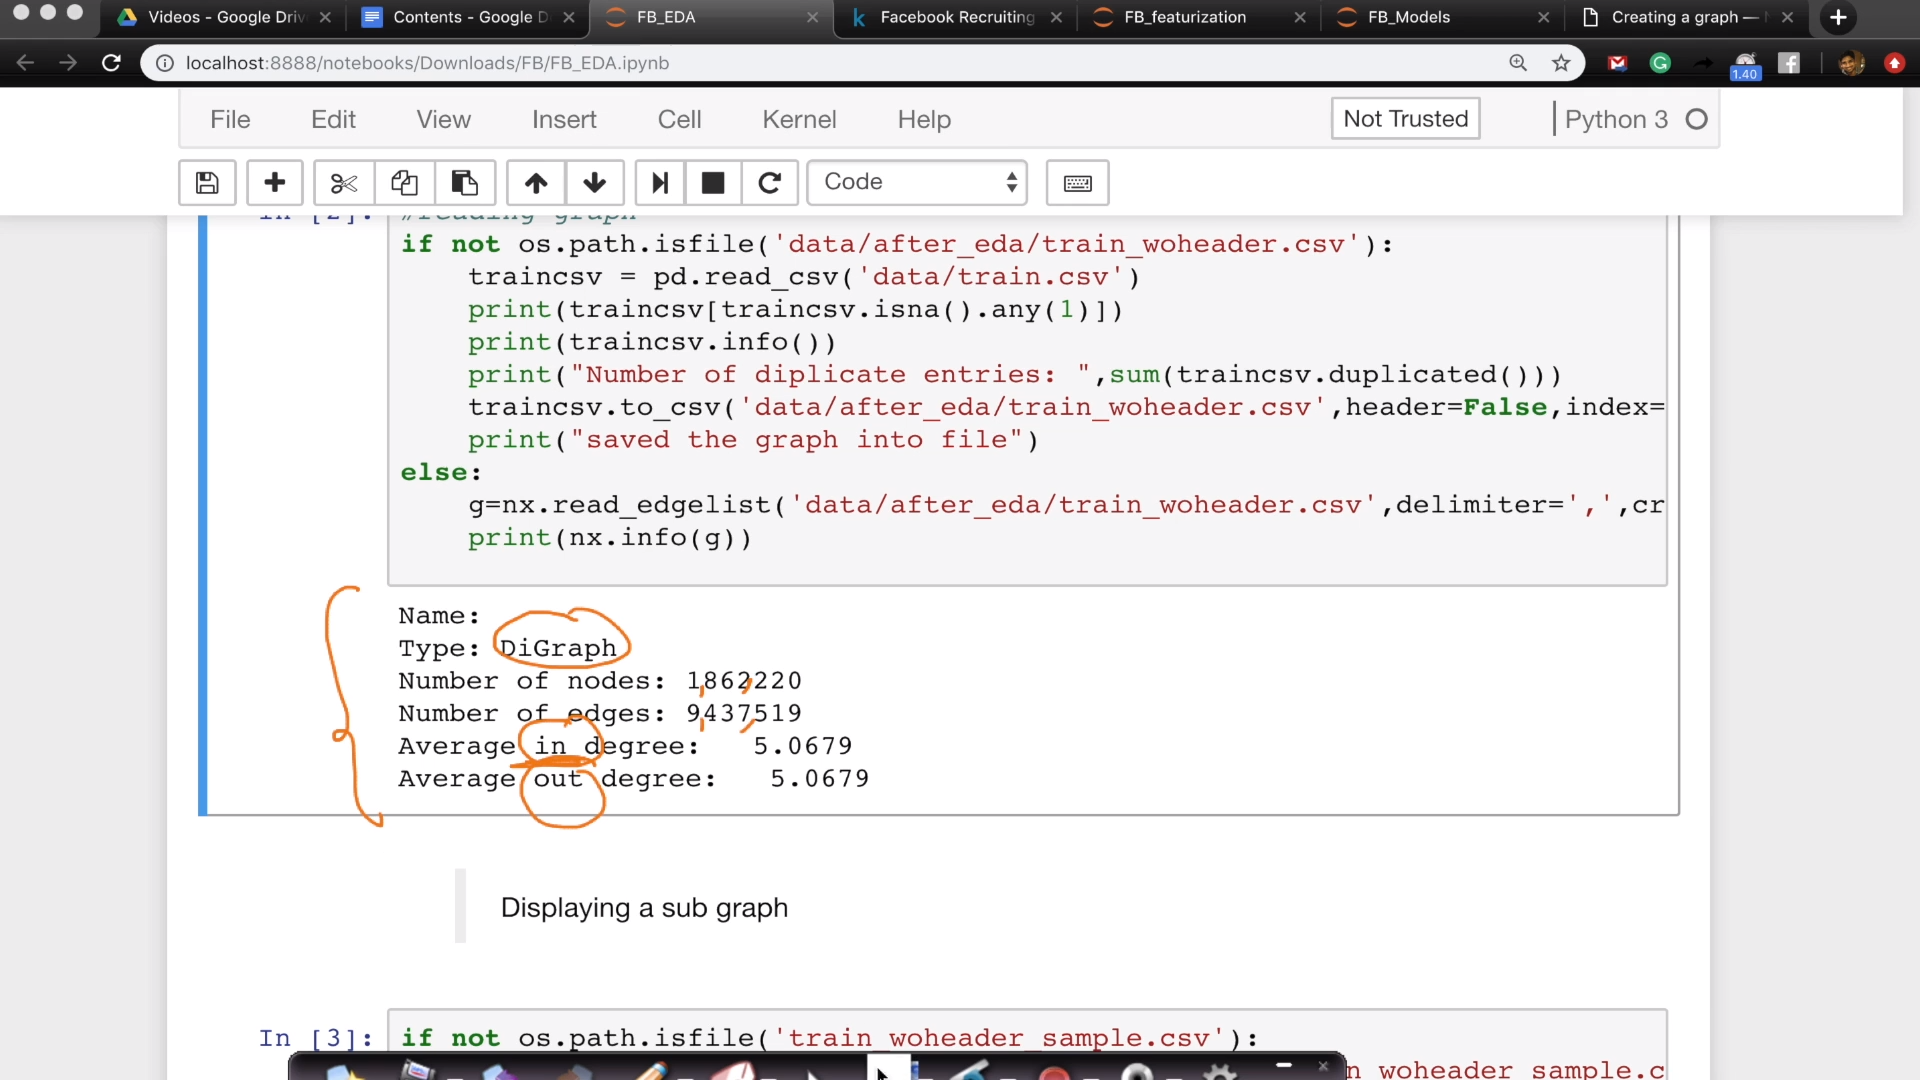 Videos - Google Driv
Contents - Google D
FB_EDA
Facebook Recruiting
FB_featurization
FB_Models
Creating a graph —
localhost:8888/notebooks/Downloads/FB/FB_EDA.ipynb
1.40
File Edit View Insert Cell Kernel Help Not Trusted Python 3
Code
In [2]: #reading graph
if not os.path.isfile('data/after_eda/train_woheader.csv'):
traincsv = pd.read_csv('data/train.csv')
print(traincsv[traincsv.isna().any(1)])
print(traincsv.info())
print("Number of diplicate entries: ",sum(traincsv.duplicated()))
traincsv.to_csv('data/after_eda/train_woheader.csv',header=False,index=
print("saved the graph into file")
else:
g=nx.read_edgelist('data/after_eda/train_woheader.csv',delimiter=',',cr
print(nx.info(g))
Name:
Type: DiGraph
Number of nodes: 1862220
Number of edges: 9437519
Average in degree: 5.0679
Average out degree: 5.0679
Displaying a sub graph
In [3]: if not os.path.isfile('train_woheader_sample.csv'):
n_woheader_sample.c